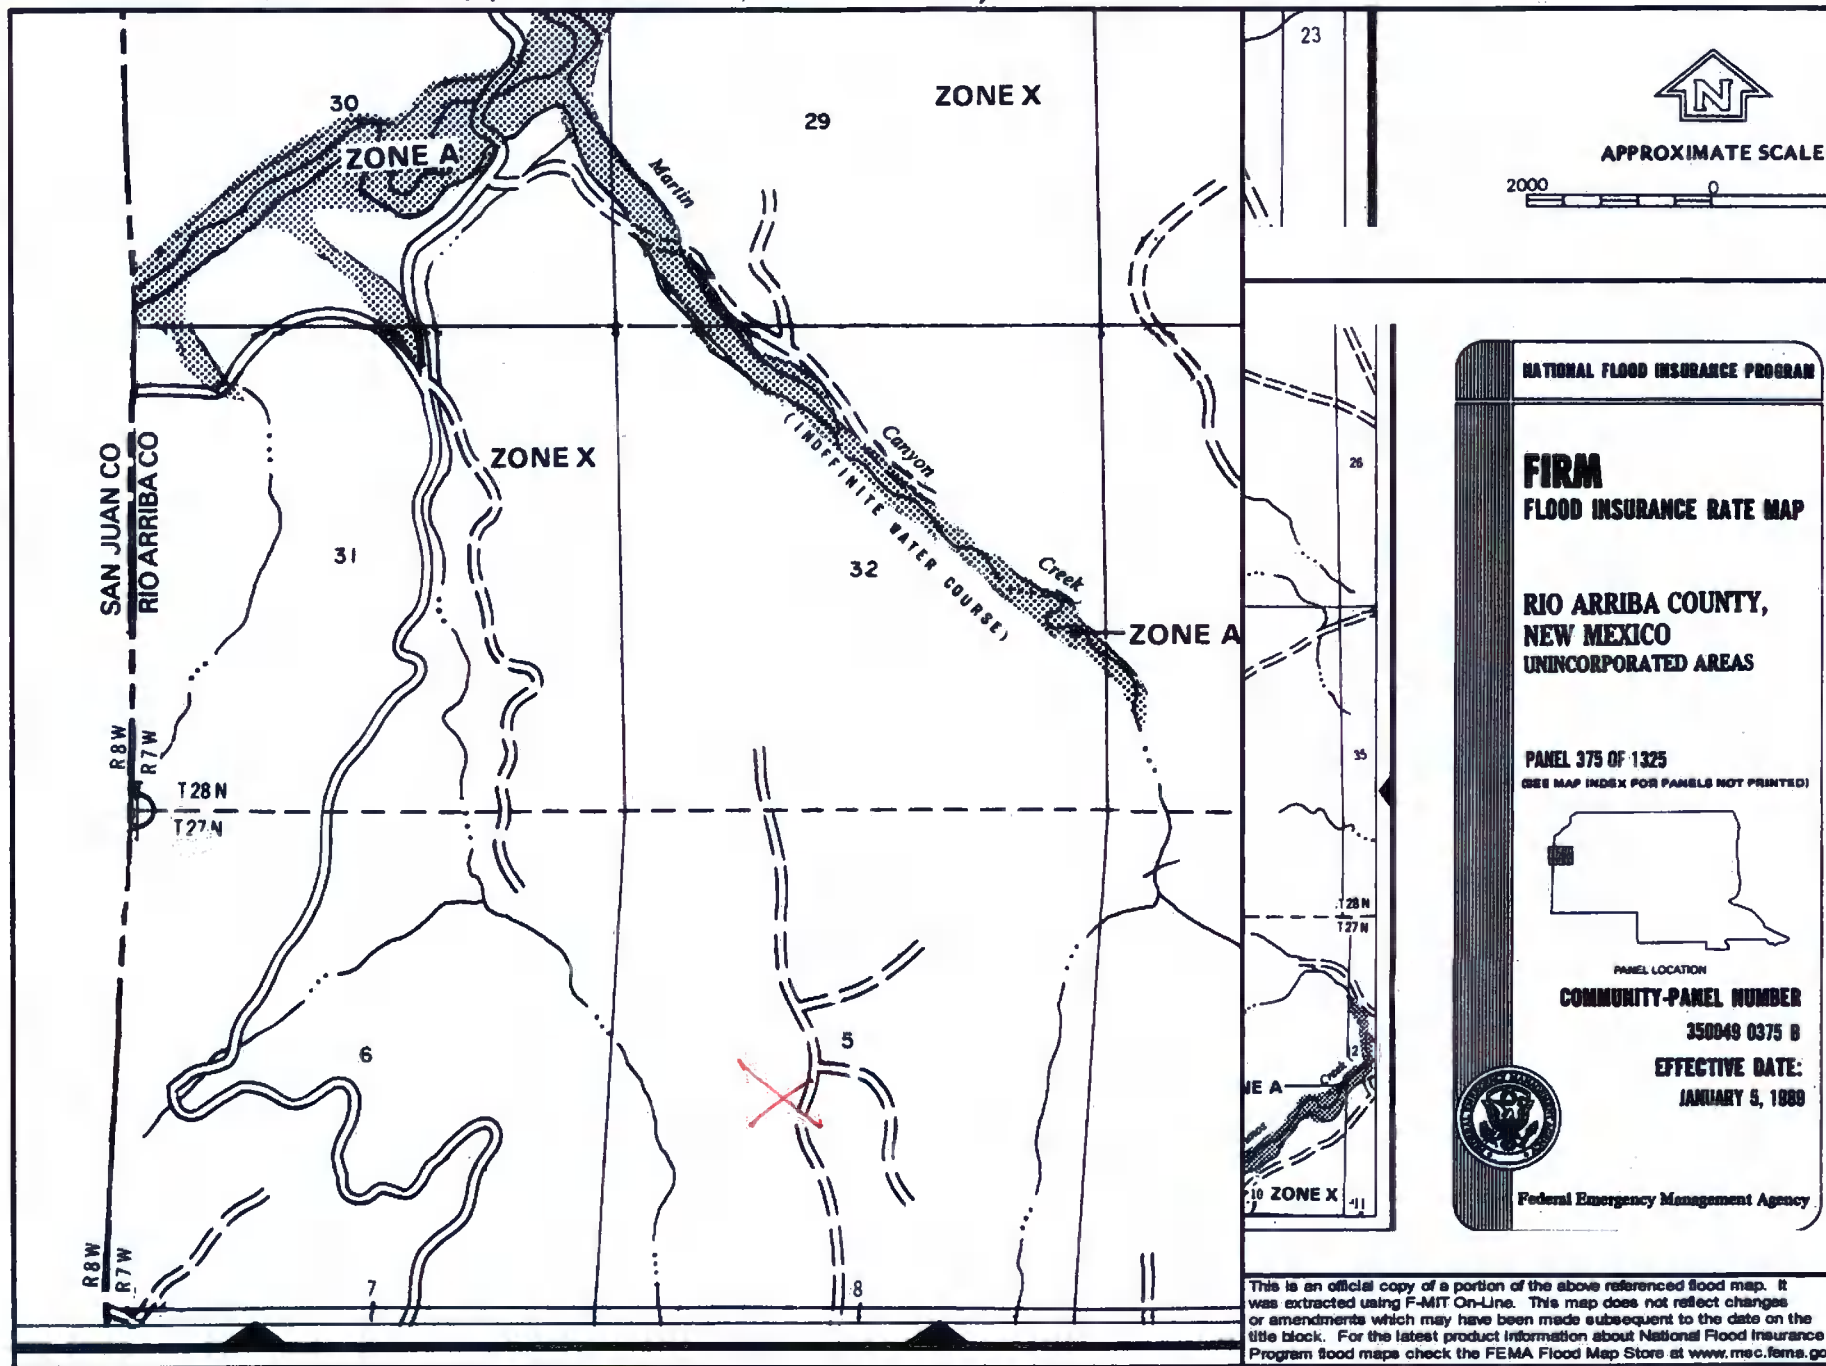 30
ZONE A
29
ZONE X
Martin
Canyon
Creek
(INDFFINITE WATER COURSE)
ZONE X
SAN JUAN CO
RIO ARRIBA CO
31
32
ZONE A
R8W
R7W
T28N
T27N
6
5
R8W
R7W
7
8
23
26
35
T28N
T27N
2
NE A
Creek
10 ZONE X
11
N
APPROXIMATE SCALE
2000 0
NATIONAL FLOOD INSURANCE PROGRAM
FIRM
FLOOD INSURANCE RATE MAP
RIO ARRIBA COUNTY,
NEW MEXICO
UNINCORPORATED AREAS
PANEL 375 OF 1325
(SEE MAP INDEX FOR PANELS NOT PRINTED)
PANEL LOCATION
COMMUNITY-PANEL NUMBER
350049 0375 B
EFFECTIVE DATE:
JANUARY 5, 1989
Federal Emergency Management Agency
This is an official copy of a portion of the above referenced flood map. It
was extracted using F-MIT On-Line. This map does not reflect changes
or amendments which may have been made subsequent to the date on the
title block. For the latest product information about National Flood Insurance
Program flood maps check the FEMA Flood Map Store at www.msc.fema.go